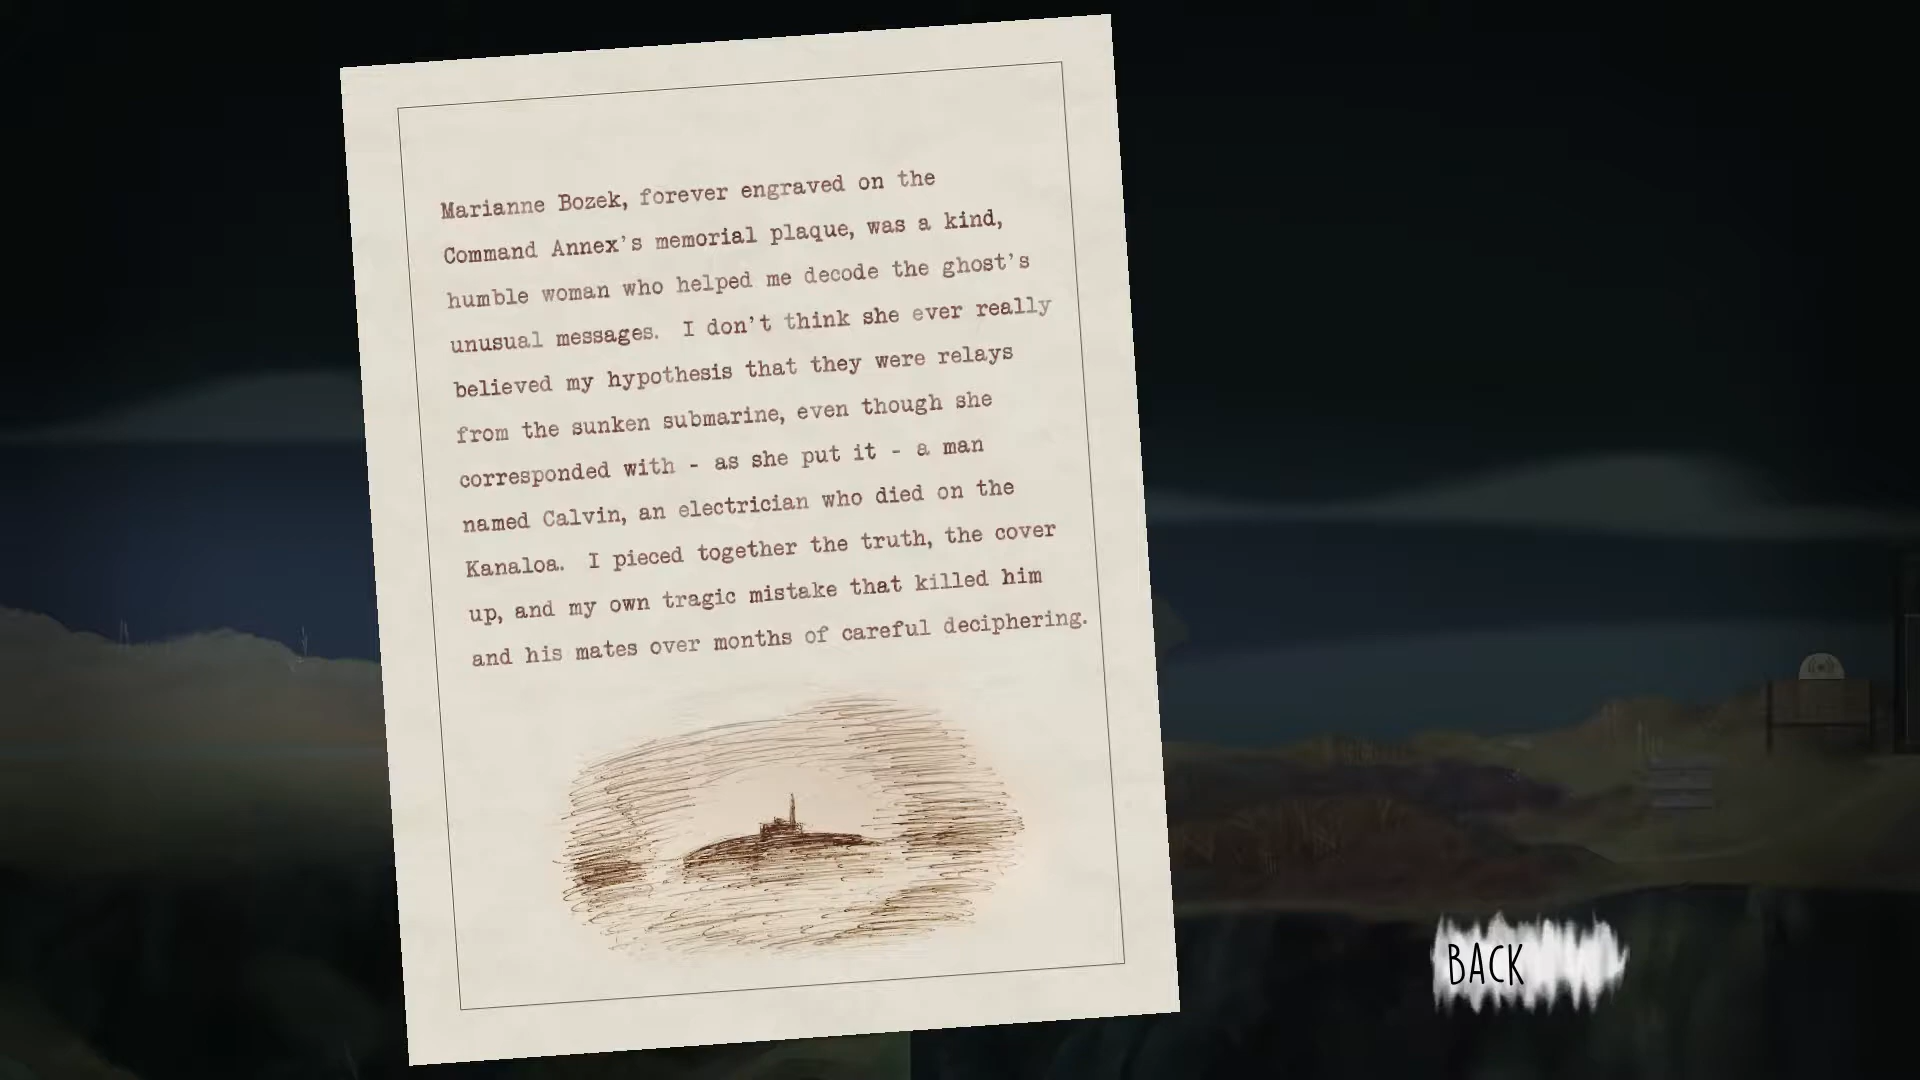 Marianne Bozek, forever engraved on the
Command Annex's memorial plaque, was a kind,
humble woman who helped me decode the ghost's
unusual messages.  I don't think she ever really
believed my hypothesis that they were relays
from the sunken submarine, even though she
corresponded with - as she put it - a man
named Calvin, an electrician who died on the
Kanaloa.  I pieced together the truth, the cover
up, and my own tragic mistake that killed him
and his mates over months of careful deciphering.
BACK